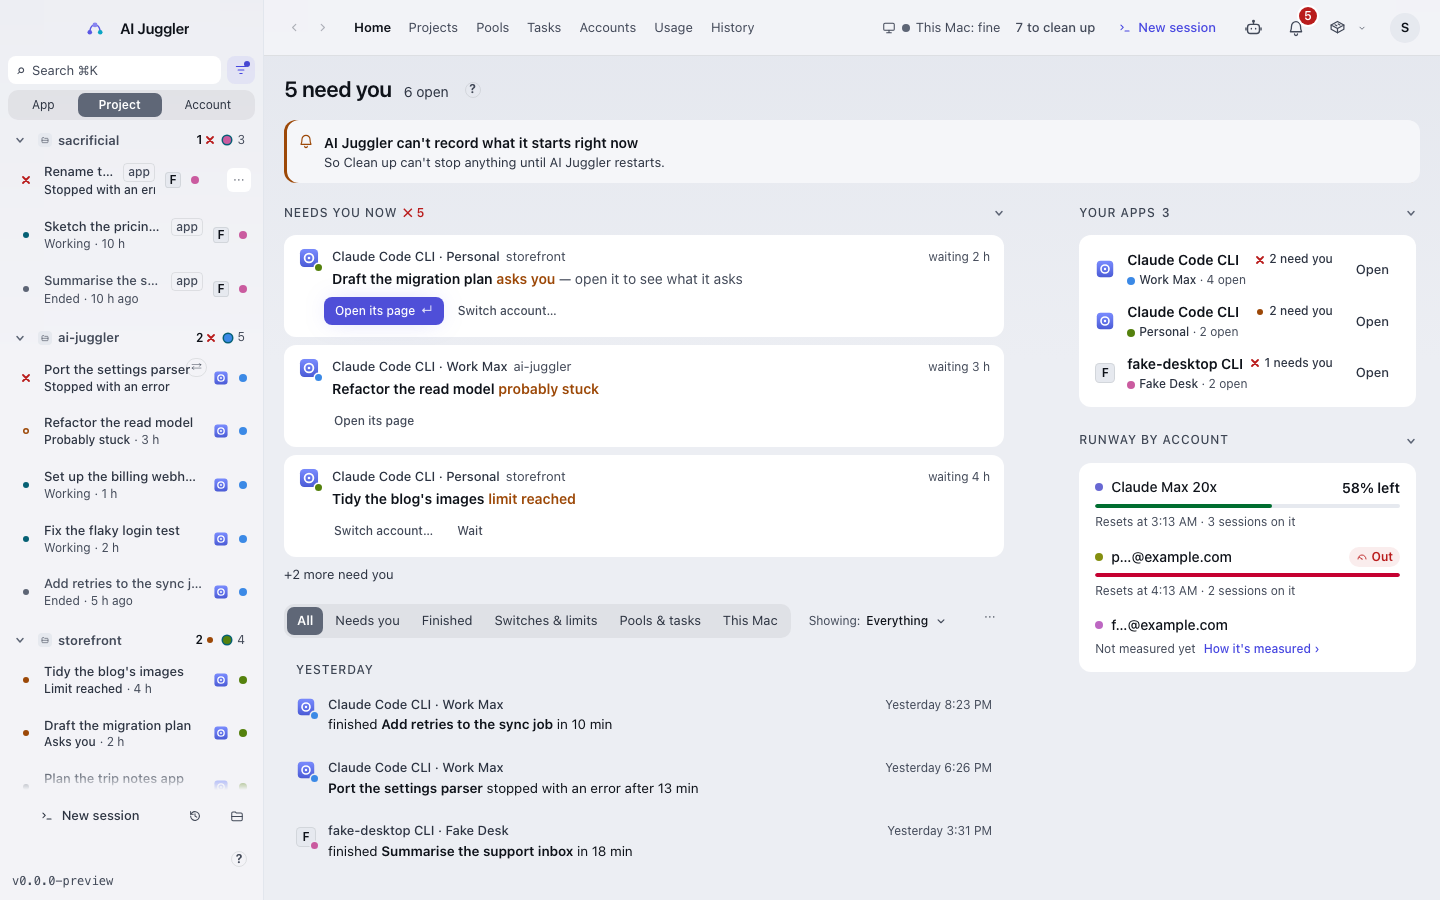 AI Juggler
Search ⌘K
App Project Account
sacrificial 1 3
Rename t... app F
Stopped with an err
Sketch the pricin... app F
Working · 10 h
Summarise the s... app F
Ended · 10 h ago
ai-juggler 2 5
Port the settings parser
Stopped with an error
Refactor the read model
Probably stuck · 3 h
Set up the billing webh...
Working · 1 h
Fix the flaky login test
Working · 2 h
Add retries to the sync j...
Ended · 5 h ago
storefront 2 4
Tidy the blog's images
Limit reached · 4 h
Draft the migration plan
Asks you · 2 h
Plan the trip notes app
New session
?
v0.0.0-preview
Home Projects Pools Tasks Accounts Usage History
This Mac: fine 7 to clean up New session 5 S
5 need you 6 open ?
AI Juggler can't record what it starts right now
So Clean up can't stop anything until AI Juggler restarts.
NEEDS YOU NOW 5
Claude Code CLI · Personal storefront waiting 2 h
Draft the migration plan asks you — open it to see what it asks
Open its page ↵ Switch account...
Claude Code CLI · Work Max ai-juggler waiting 3 h
Refactor the read model probably stuck
Open its page
Claude Code CLI · Personal storefront waiting 4 h
Tidy the blog's images limit reached
Switch account... Wait
+2 more need you
All Needs you Finished Switches & limits Pools & tasks This Mac Showing: Everything ...
YESTERDAY
Claude Code CLI · Work Max Yesterday 8:23 PM
finished Add retries to the sync job in 10 min
Claude Code CLI · Work Max Yesterday 6:26 PM
Port the settings parser stopped with an error after 13 min
F fake-desktop CLI · Fake Desk Yesterday 3:31 PM
finished Summarise the support inbox in 18 min
YOUR APPS 3
Claude Code CLI 2 need you
Work Max · 4 open Open
Claude Code CLI 2 need you
Personal · 2 open Open
F fake-desktop CLI 1 needs you
Fake Desk · 2 open Open
RUNWAY BY ACCOUNT
Claude Max 20x 58% left
Resets at 3:13 AM · 3 sessions on it
p...@example.com Out
Resets at 4:13 AM · 2 sessions on it
f...@example.com
Not measured yet How it's measured ›